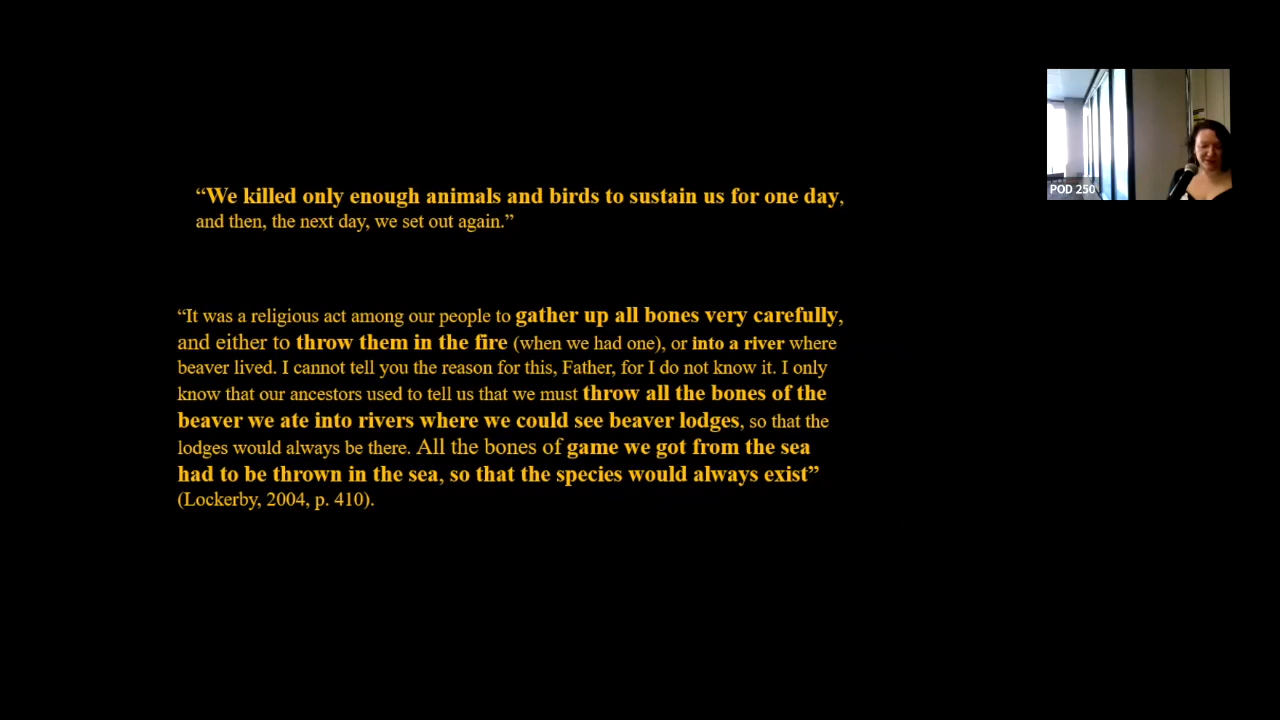 “We killed only enough animals and birds to sustain us for one day,
and then, the next day, we set out again.”
“It was a religious act among our people to gather up all bones very carefully,
and either to throw them in the fire (when we had one), or into a river where
beaver lived. I cannot tell you the reason for this, Father, for I do not know it. I only
know that our ancestors used to tell us that we must throw all the bones of the
beaver we ate into rivers where we could see beaver lodges, so that the
lodges would always be there. All the bones of game we got from the sea
had to be thrown in the sea, so that the species would always exist”
(Lockerby, 2004, p. 410).
POD 250